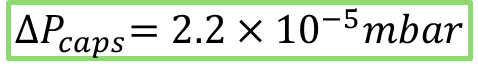 ΔP_caps = 2.2 × 10⁻⁵ mbar